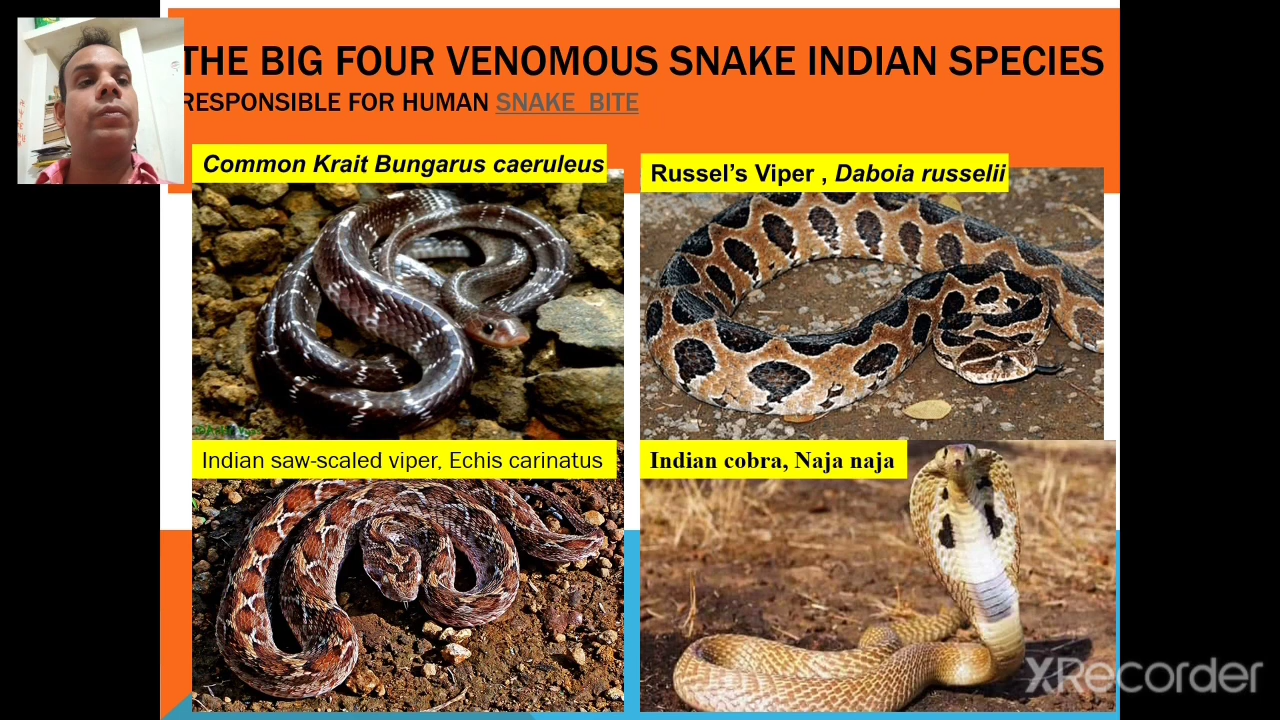 THE BIG FOUR VENOMOUS SNAKE INDIAN SPECIES
RESPONSIBLE FOR HUMAN SNAKE BITE
Common Krait Bungarus caeruleus
Russel’s Viper , Daboia russelii
Indian saw-scaled viper, Echis carinatus
Indian cobra, Naja naja
XRecorder